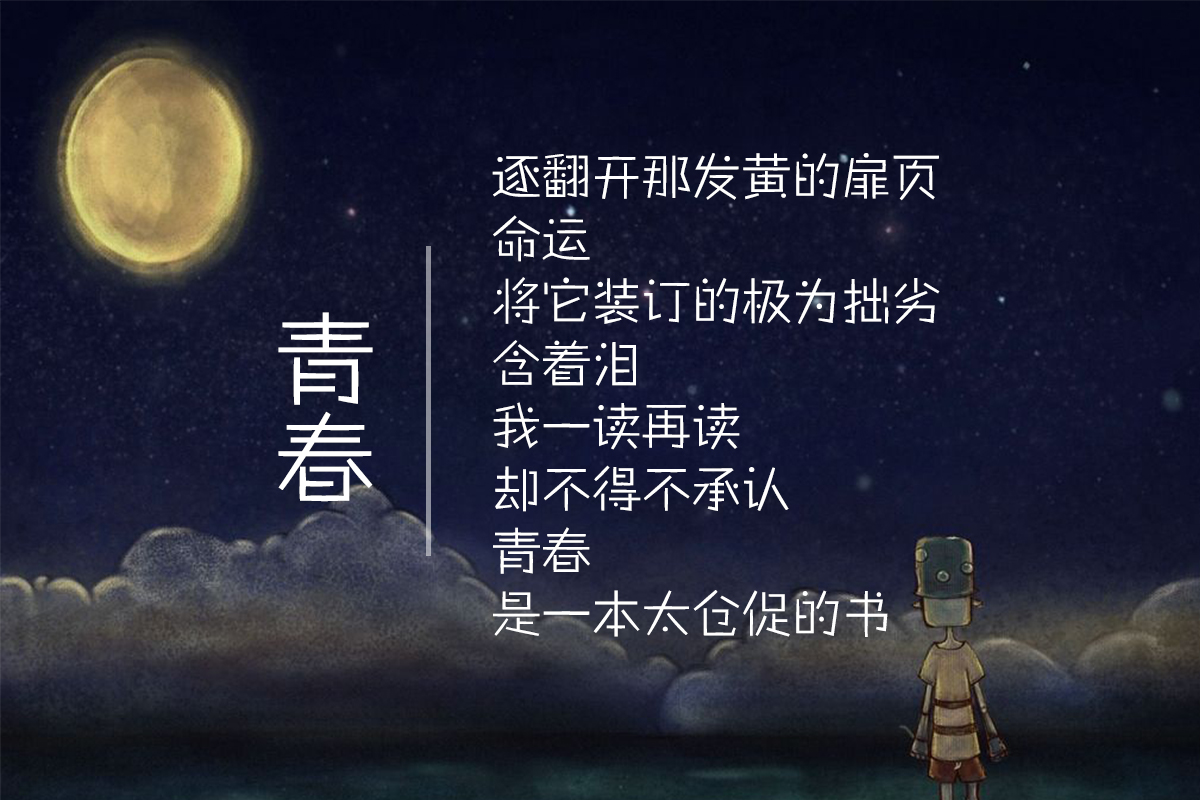 青春
逐翻开那发黄的扉页
命运
将它装订的极为拙劣
含着泪
我一读再读
却不得不承认
青春
是一本太仓促的书